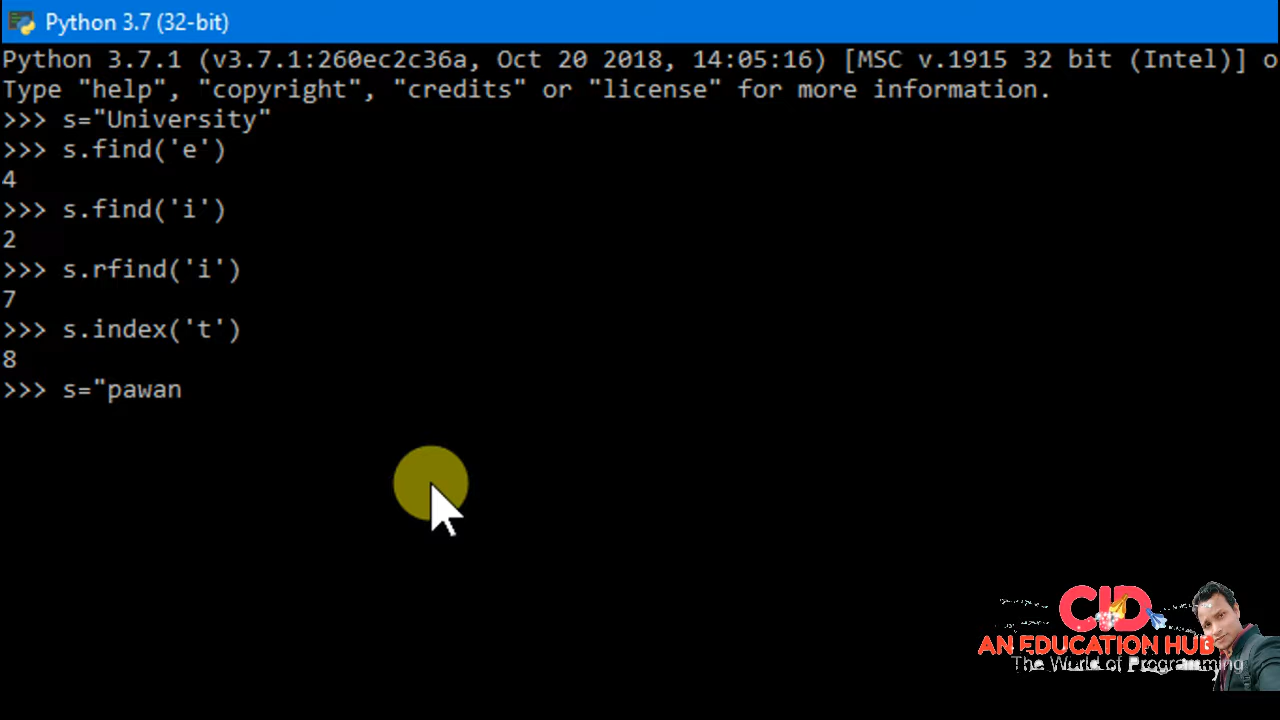 Python 3.7 (32-bit)
Python 3.7.1 (v3.7.1:260ec2c36a, Oct 20 2018, 14:05:16) [MSC v.1915 32 bit (Intel)] o
Type "help", "copyright", "credits" or "license" for more information.
>>> s="University"
>>> s.find('e')
4
>>> s.find('i')
2
>>> s.rfind('i')
7
>>> s.index('t')
8
>>> s="pawan
CID
AN EDUCATION HUB
The World of Programming